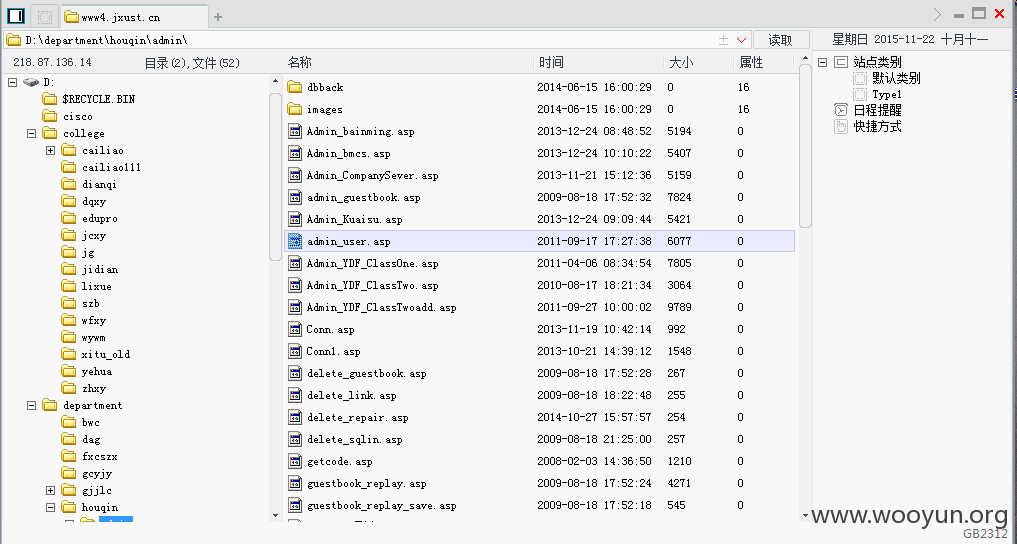 www4.jxust.cn
D:\department\houqin\admin\
读取
星期日 2015-11-22 十月十一
218.87.136.14 目录(2),文件(52)
名称 时间 大小 属性
D:
$RECYCLE.BIN
cisco
college
cailiao
cailiao111
dianqi
dqxy
edupro
jcxy
jg
jidian
lixue
szb
wfxy
wywm
xitu_old
yehua
zhxy
department
bwc
dag
fxcszx
gcyjy
gjjlc
houqin
dbback 2014-06-15 16:00:29 0 16
images 2014-06-15 16:00:29 0 16
Admin_bainming.asp 2013-12-24 08:48:52 5194 0
Admin_bmcs.asp 2013-12-24 10:10:22 5407 0
Admin_CompanySever.asp 2013-11-21 15:12:36 5159 0
admin_guestbook.asp 2009-08-18 17:52:32 7824 0
Admin_Kuaisu.asp 2013-12-24 09:09:44 5421 0
admin_user.asp 2011-09-17 17:27:38 6077 0
Admin_YDF_ClassOne.asp 2011-04-06 08:34:54 7805 0
Admin_YDF_ClassTwo.asp 2010-08-17 18:21:34 3064 0
Admin_YDF_ClassTwoadd.asp 2011-09-27 10:00:02 9789 0
Conn.asp 2013-11-19 10:42:14 992 0
Conn1.asp 2013-10-21 14:39:12 1548 0
delete_guestbook.asp 2009-08-18 17:52:28 267 0
delete_link.asp 2009-08-18 18:22:48 255 0
delete_repair.asp 2014-10-27 15:57:57 254 0
delete_sqlin.asp 2009-08-18 21:25:00 257 0
getcode.asp 2008-02-03 14:36:50 1210 0
guestbook_replay.asp 2009-08-18 17:52:24 4271 0
guestbook_replay_save.asp 2009-08-18 17:52:18 545 0
站点类别
默认类别
Type1
日程提醒
快捷方式
www.wooyun.org
GB2312